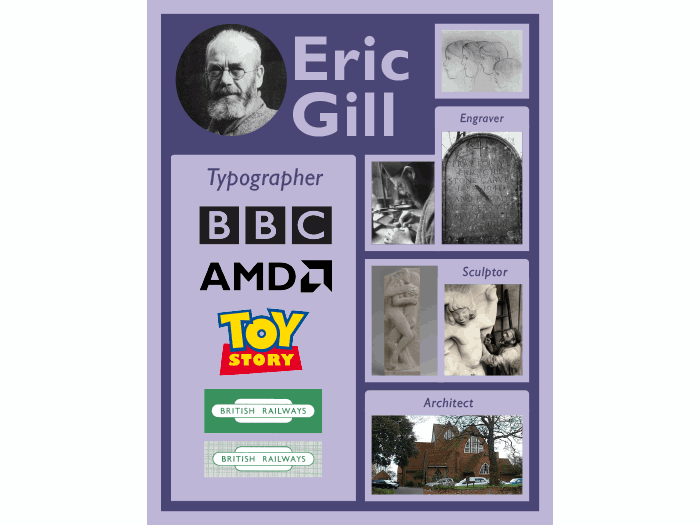 Eric
Gill
Engraver
Typographer
BBC
AMD
Sculptor
TOY
STORY
BRITISH RAILWAYS
Architect
BRITISH RAILWAYS